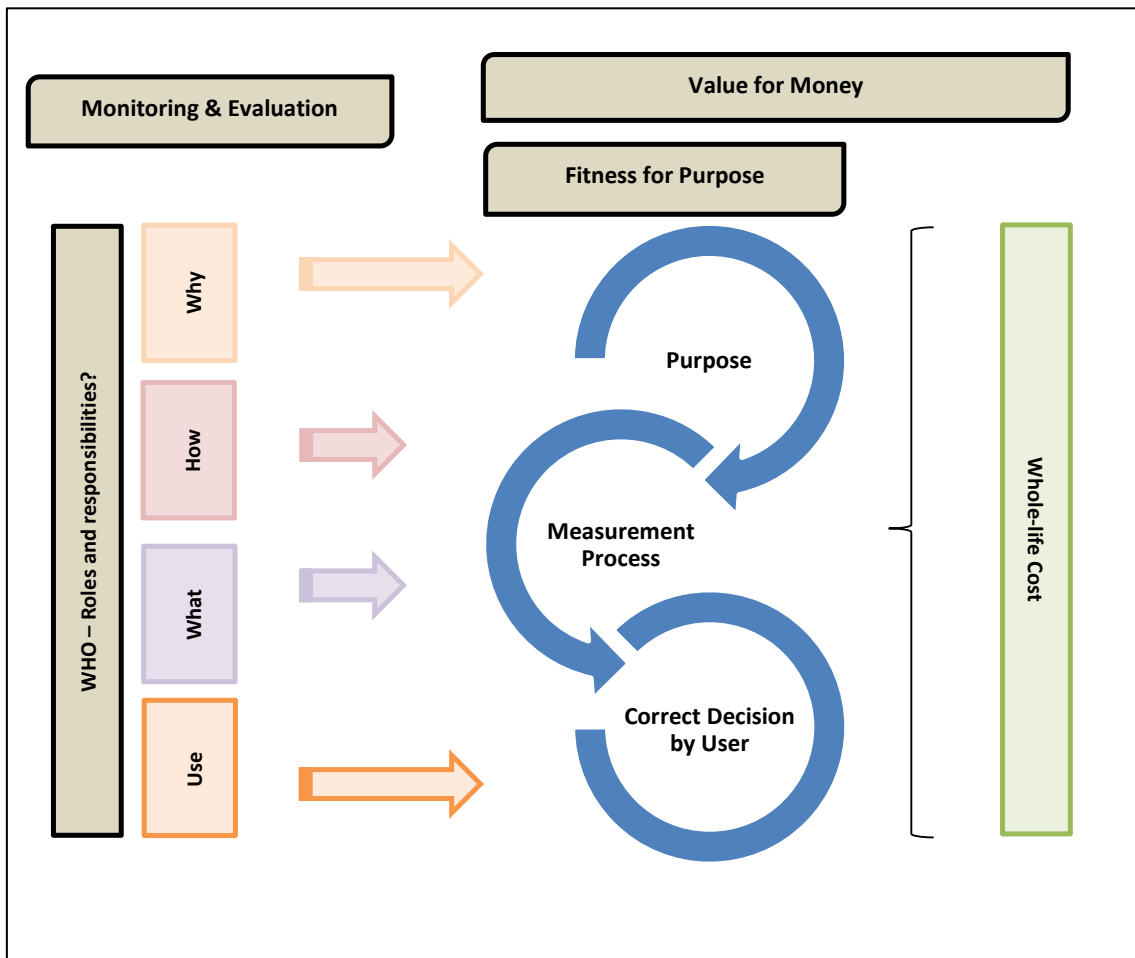 Value for Money
Monitoring & Evaluation
Fitness for Purpose
WHO – Roles and responsibilities?
Why
How
What
Use
Purpose
Measurement
Process
Correct Decision
by User
Whole-life Cost